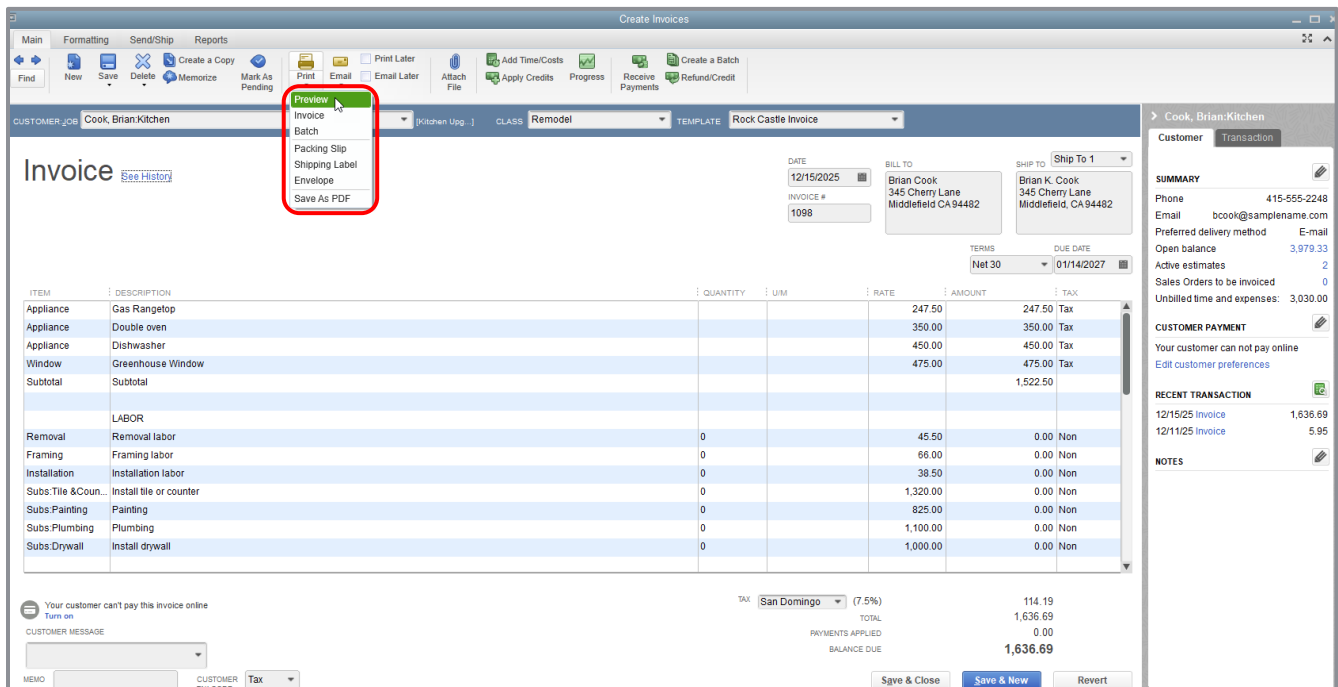 Create Invoices
Main Formatting Send/Ship Reports
Find New Save Delete Create a Copy Memorize Mark As Pending Print Email Print Later Email Later Attach File Add Time/Costs Apply Credits Progress Receive Payments Create a Batch Refund/Credit
Preview
Invoice
Batch
Packing Slip
Shipping Label
Envelope
Save As PDF
CUSTOMER:JOB Cook, Brian:Kitchen [Kitchen Upg...] CLASS Remodel TEMPLATE Rock Castle Invoice
Invoice See History
DATE
12/15/2025
INVOICE #
1098
BILL TO
Brian Cook
345 Cherry Lane
Middlefield CA 94482
SHIP TO Ship To 1
Brian K. Cook
345 Cherry Lane
Middlefield, CA 94482
TERMS DUE DATE
Net 30 01/14/2027
ITEM DESCRIPTION QUANTITY U/M RATE AMOUNT TAX
Appliance Gas Rangetop 247.50 247.50 Tax
Appliance Double oven 350.00 350.00 Tax
Appliance Dishwasher 450.00 450.00 Tax
Window Greenhouse Window 475.00 475.00 Tax
Subtotal Subtotal 1,522.50
LABOR
Removal Removal labor 0 45.50 0.00 Non
Framing Framing labor 0 66.00 0.00 Non
Installation Installation labor 0 38.50 0.00 Non
Subs:Tile &Coun... Install tile or counter 0 1,320.00 0.00 Non
Subs:Painting Painting 0 825.00 0.00 Non
Subs:Plumbing Plumbing 0 1,100.00 0.00 Non
Subs:Drywall Install drywall 0 1,000.00 0.00 Non
Your customer can't pay this invoice online
Turn on
CUSTOMER MESSAGE
MEMO
CUSTOMER Tax
TAX San Domingo (7.5%) 114.19
TOTAL 1,636.69
PAYMENTS APPLIED 0.00
BALANCE DUE 1,636.69
Save & Close Save & New Revert
Cook, Brian:Kitchen
Customer Transaction
SUMMARY
Phone 415-555-2248
Email bcook@samplename.com
Preferred delivery method E-mail
Open balance 3,979.33
Active estimates 2
Sales Orders to be invoiced 0
Unbilled time and expenses: 3,030.00
CUSTOMER PAYMENT
Your customer can not pay online
Edit customer preferences
RECENT TRANSACTION
12/15/25 Invoice 1,636.69
12/11/25 Invoice 5.95
NOTES